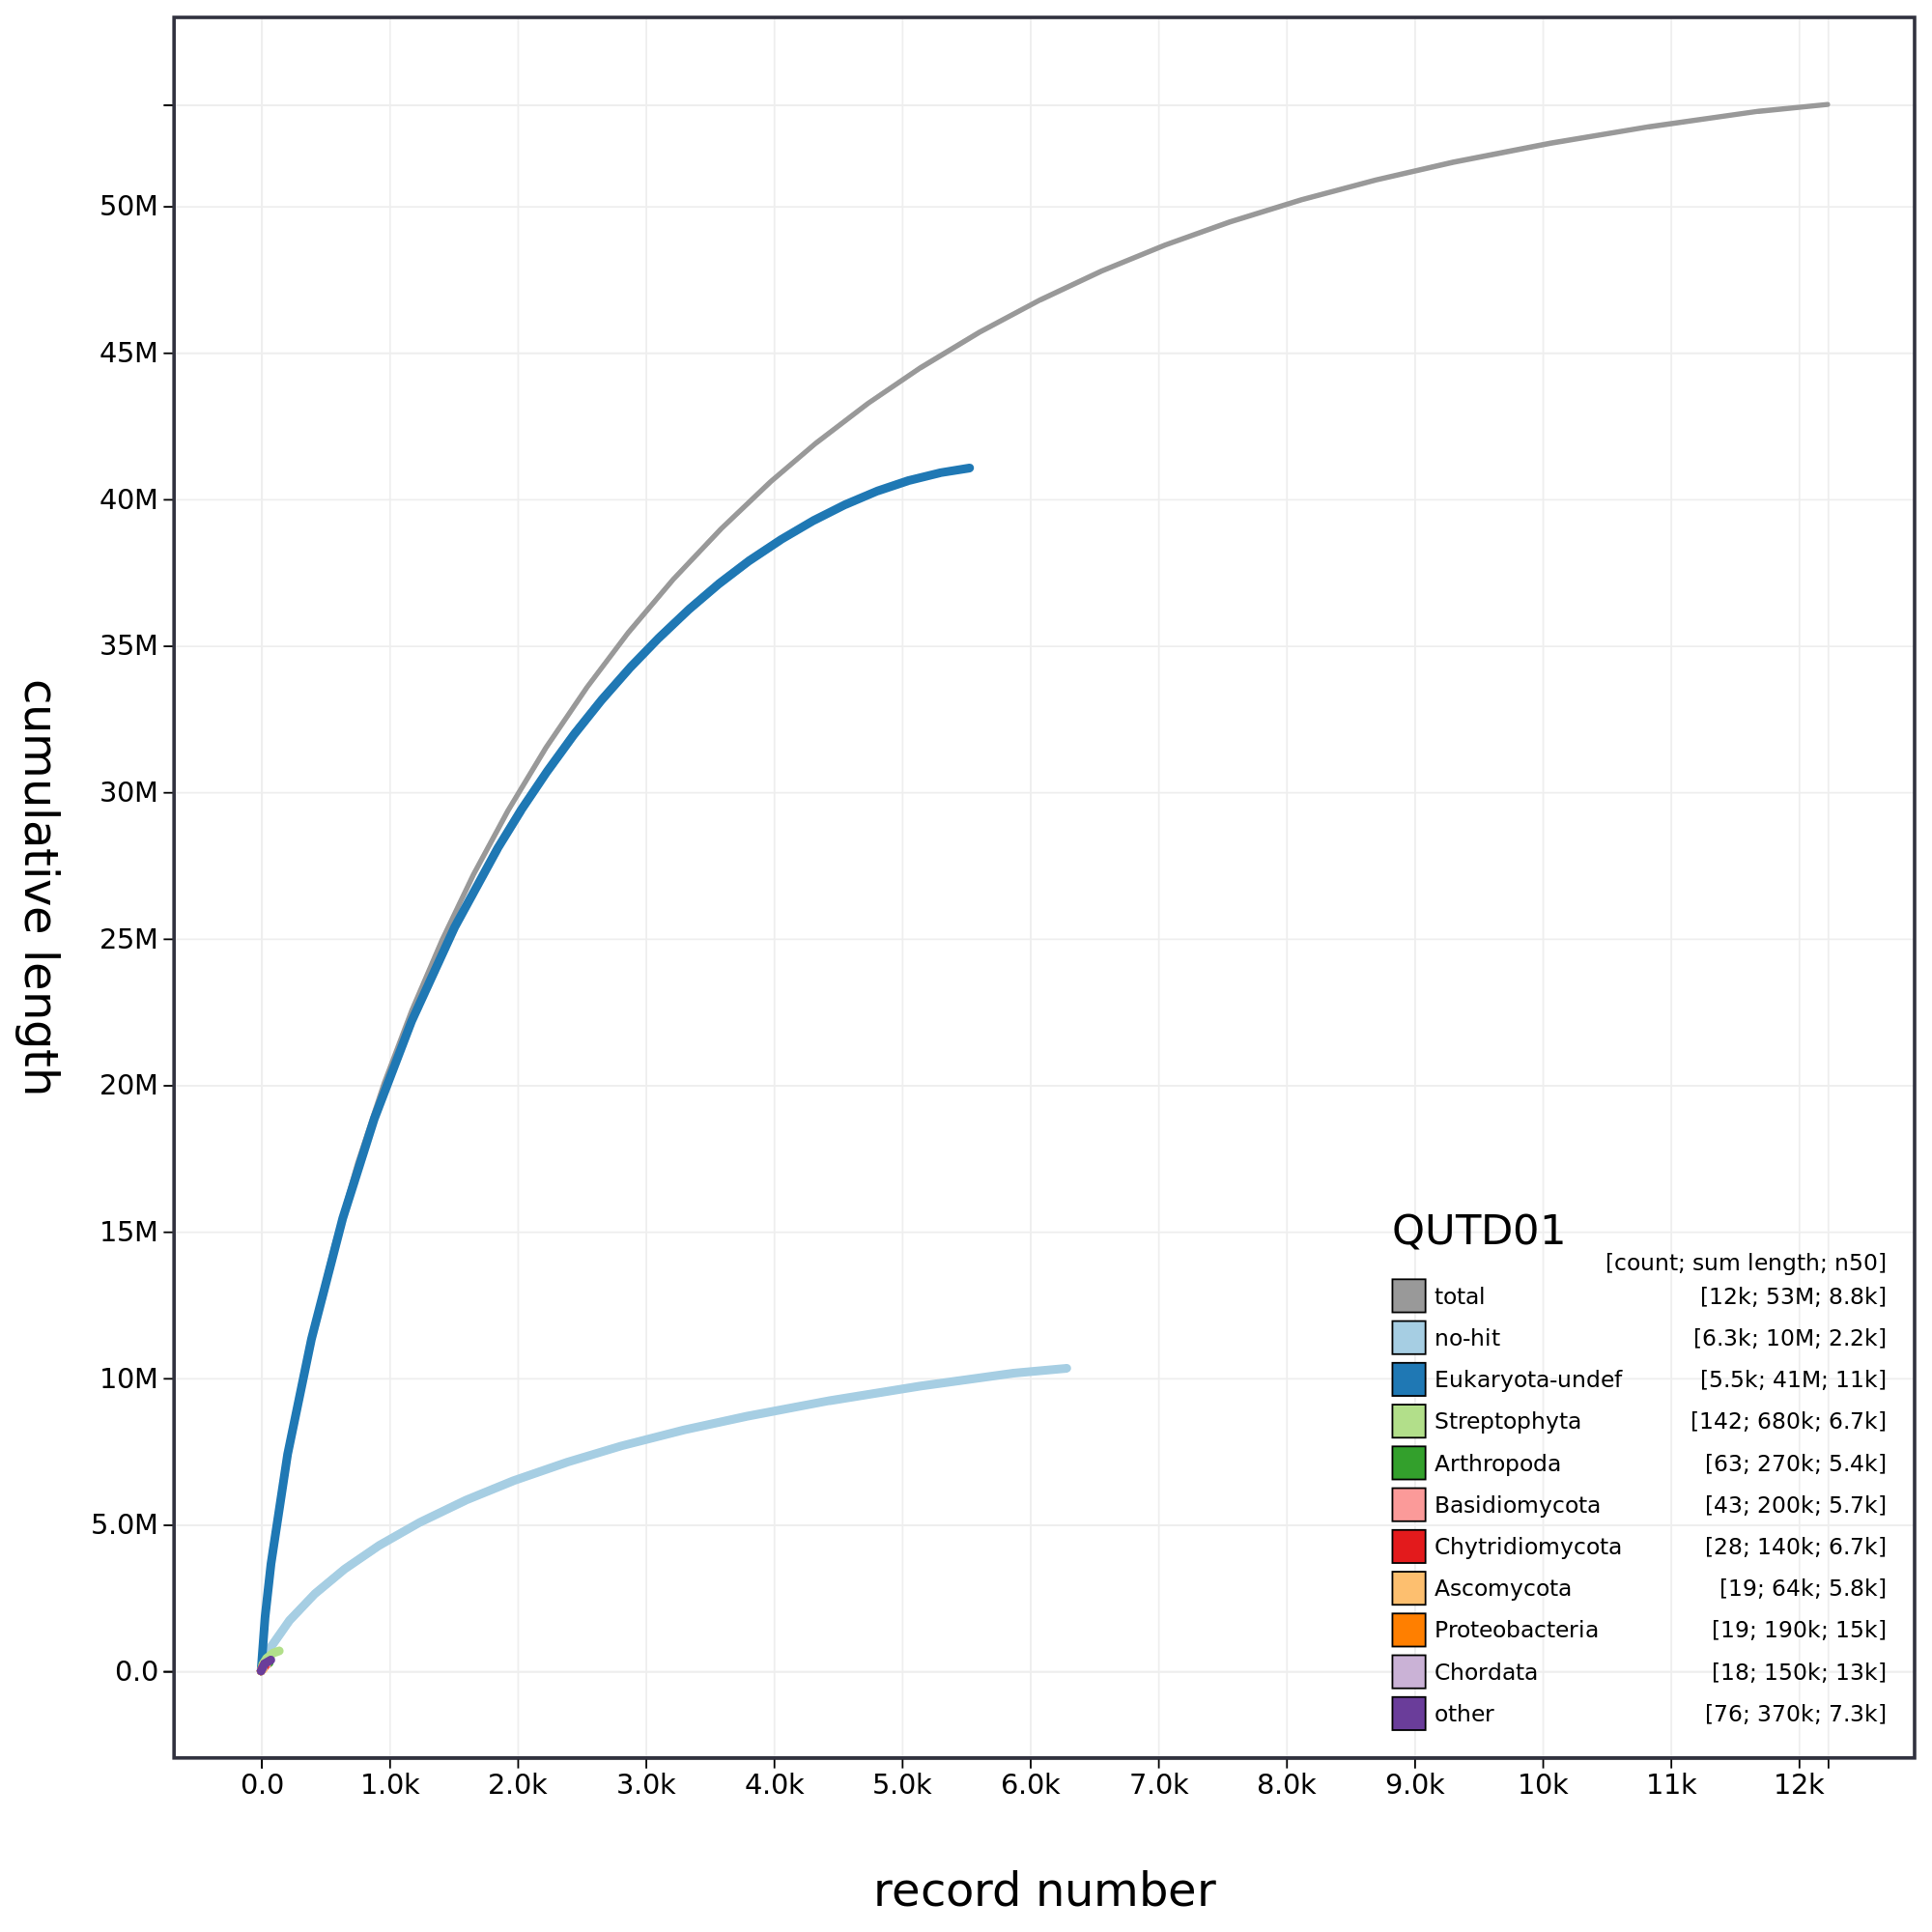 cumulative length
50M
45M
40M
35M
30M
25M
20M
15M
10M
5.0M
0.0
QUTD01
[count; sum length; n50]
total [12k; 53M; 8.8k]
no-hit [6.3k; 10M; 2.2k]
Eukaryota-undef [5.5k; 41M; 11k]
Streptophyta [142; 680k; 6.7k]
Arthropoda [63; 270k; 5.4k]
Basidiomycota [43; 200k; 5.7k]
Chytridiomycota [28; 140k; 6.7k]
Ascomycota [19; 64k; 5.8k]
Proteobacteria [19; 190k; 15k]
Chordata [18; 150k; 13k]
other [76; 370k; 7.3k]
0.0 1.0k 2.0k 3.0k 4.0k 5.0k 6.0k 7.0k 8.0k 9.0k 10k 11k 12k
record number